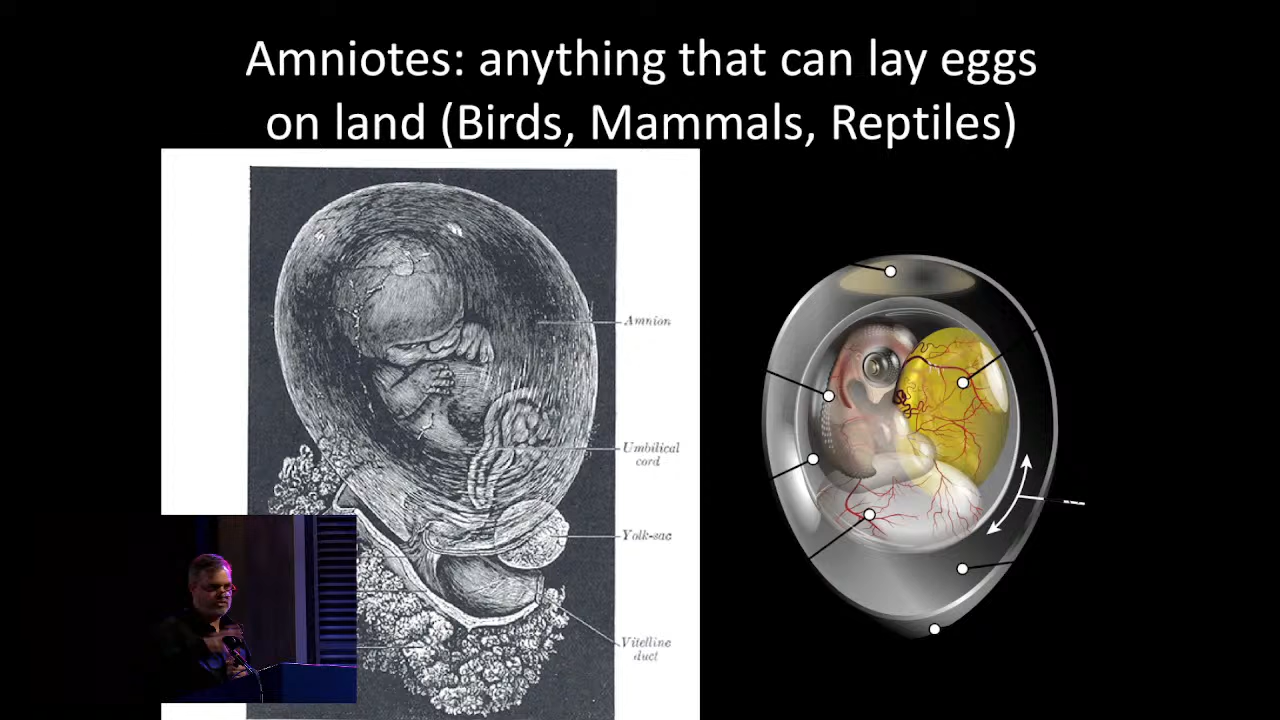 Amniotes: anything that can lay eggs
on land (Birds, Mammals, Reptiles)
Amnion
Umbilical
cord
Yolk-sac
Vitelline
duct